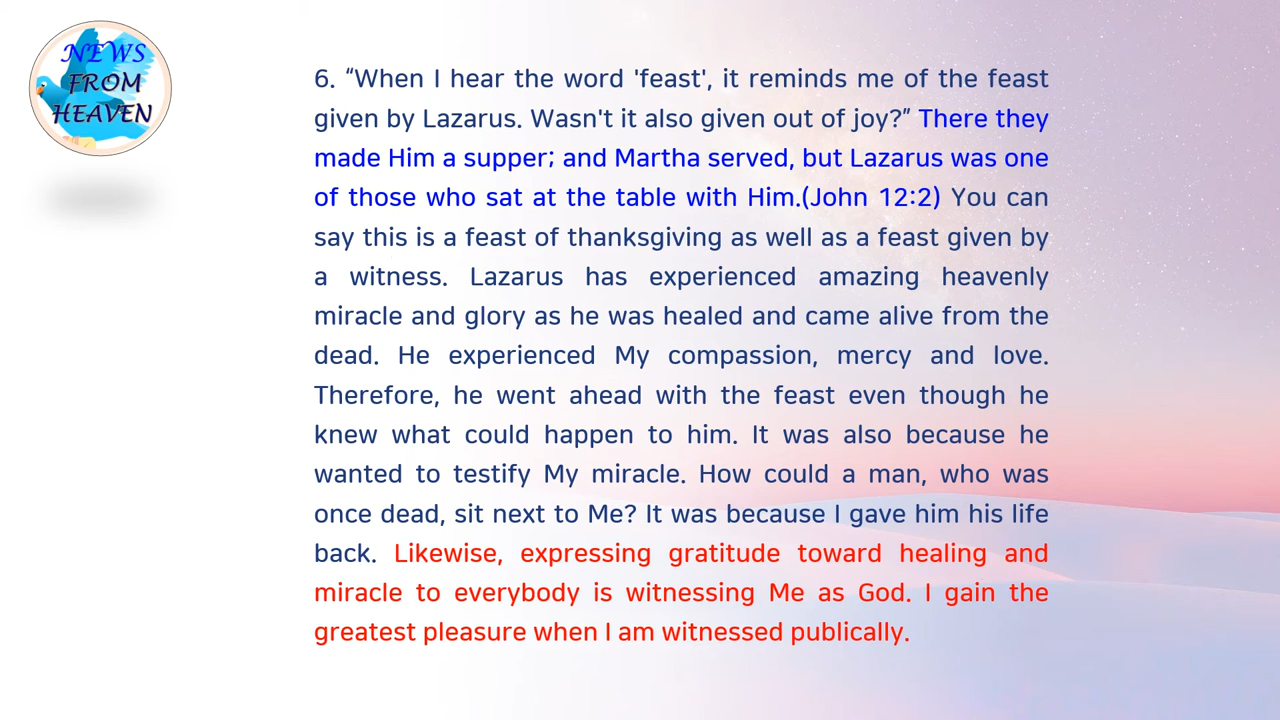 NEWS
FROM
HEAVEN
6. “When I hear the word 'feast', it reminds me of the feast
given by Lazarus. Wasn't it also given out of joy?” There they
made Him a supper; and Martha served, but Lazarus was one
of those who sat at the table with Him.(John 12:2) You can
say this is a feast of thanksgiving as well as a feast given by
a witness. Lazarus has experienced amazing heavenly
miracle and glory as he was healed and came alive from the
dead. He experienced My compassion, mercy and love.
Therefore, he went ahead with the feast even though he
knew what could happen to him. It was also because he
wanted to testify My miracle. How could a man, who was
once dead, sit next to Me? It was because I gave him his life
back. Likewise, expressing gratitude toward healing and
miracle to everybody is witnessing Me as God. I gain the
greatest pleasure when I am witnessed publically.